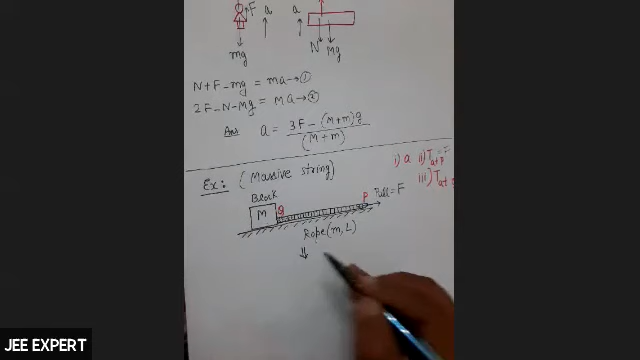 F a a
mg N Mg
N+F-mg = ma→①
2F-N-Mg = Ma→②
Ans a = 3F-(M+m)g / (M+m)
Ex:- (Massive string)
i) a ii) T at P = F
iii) T at
Block
M Q P Pull = F
Rope (m, L)
⇓
JEE EXPERT